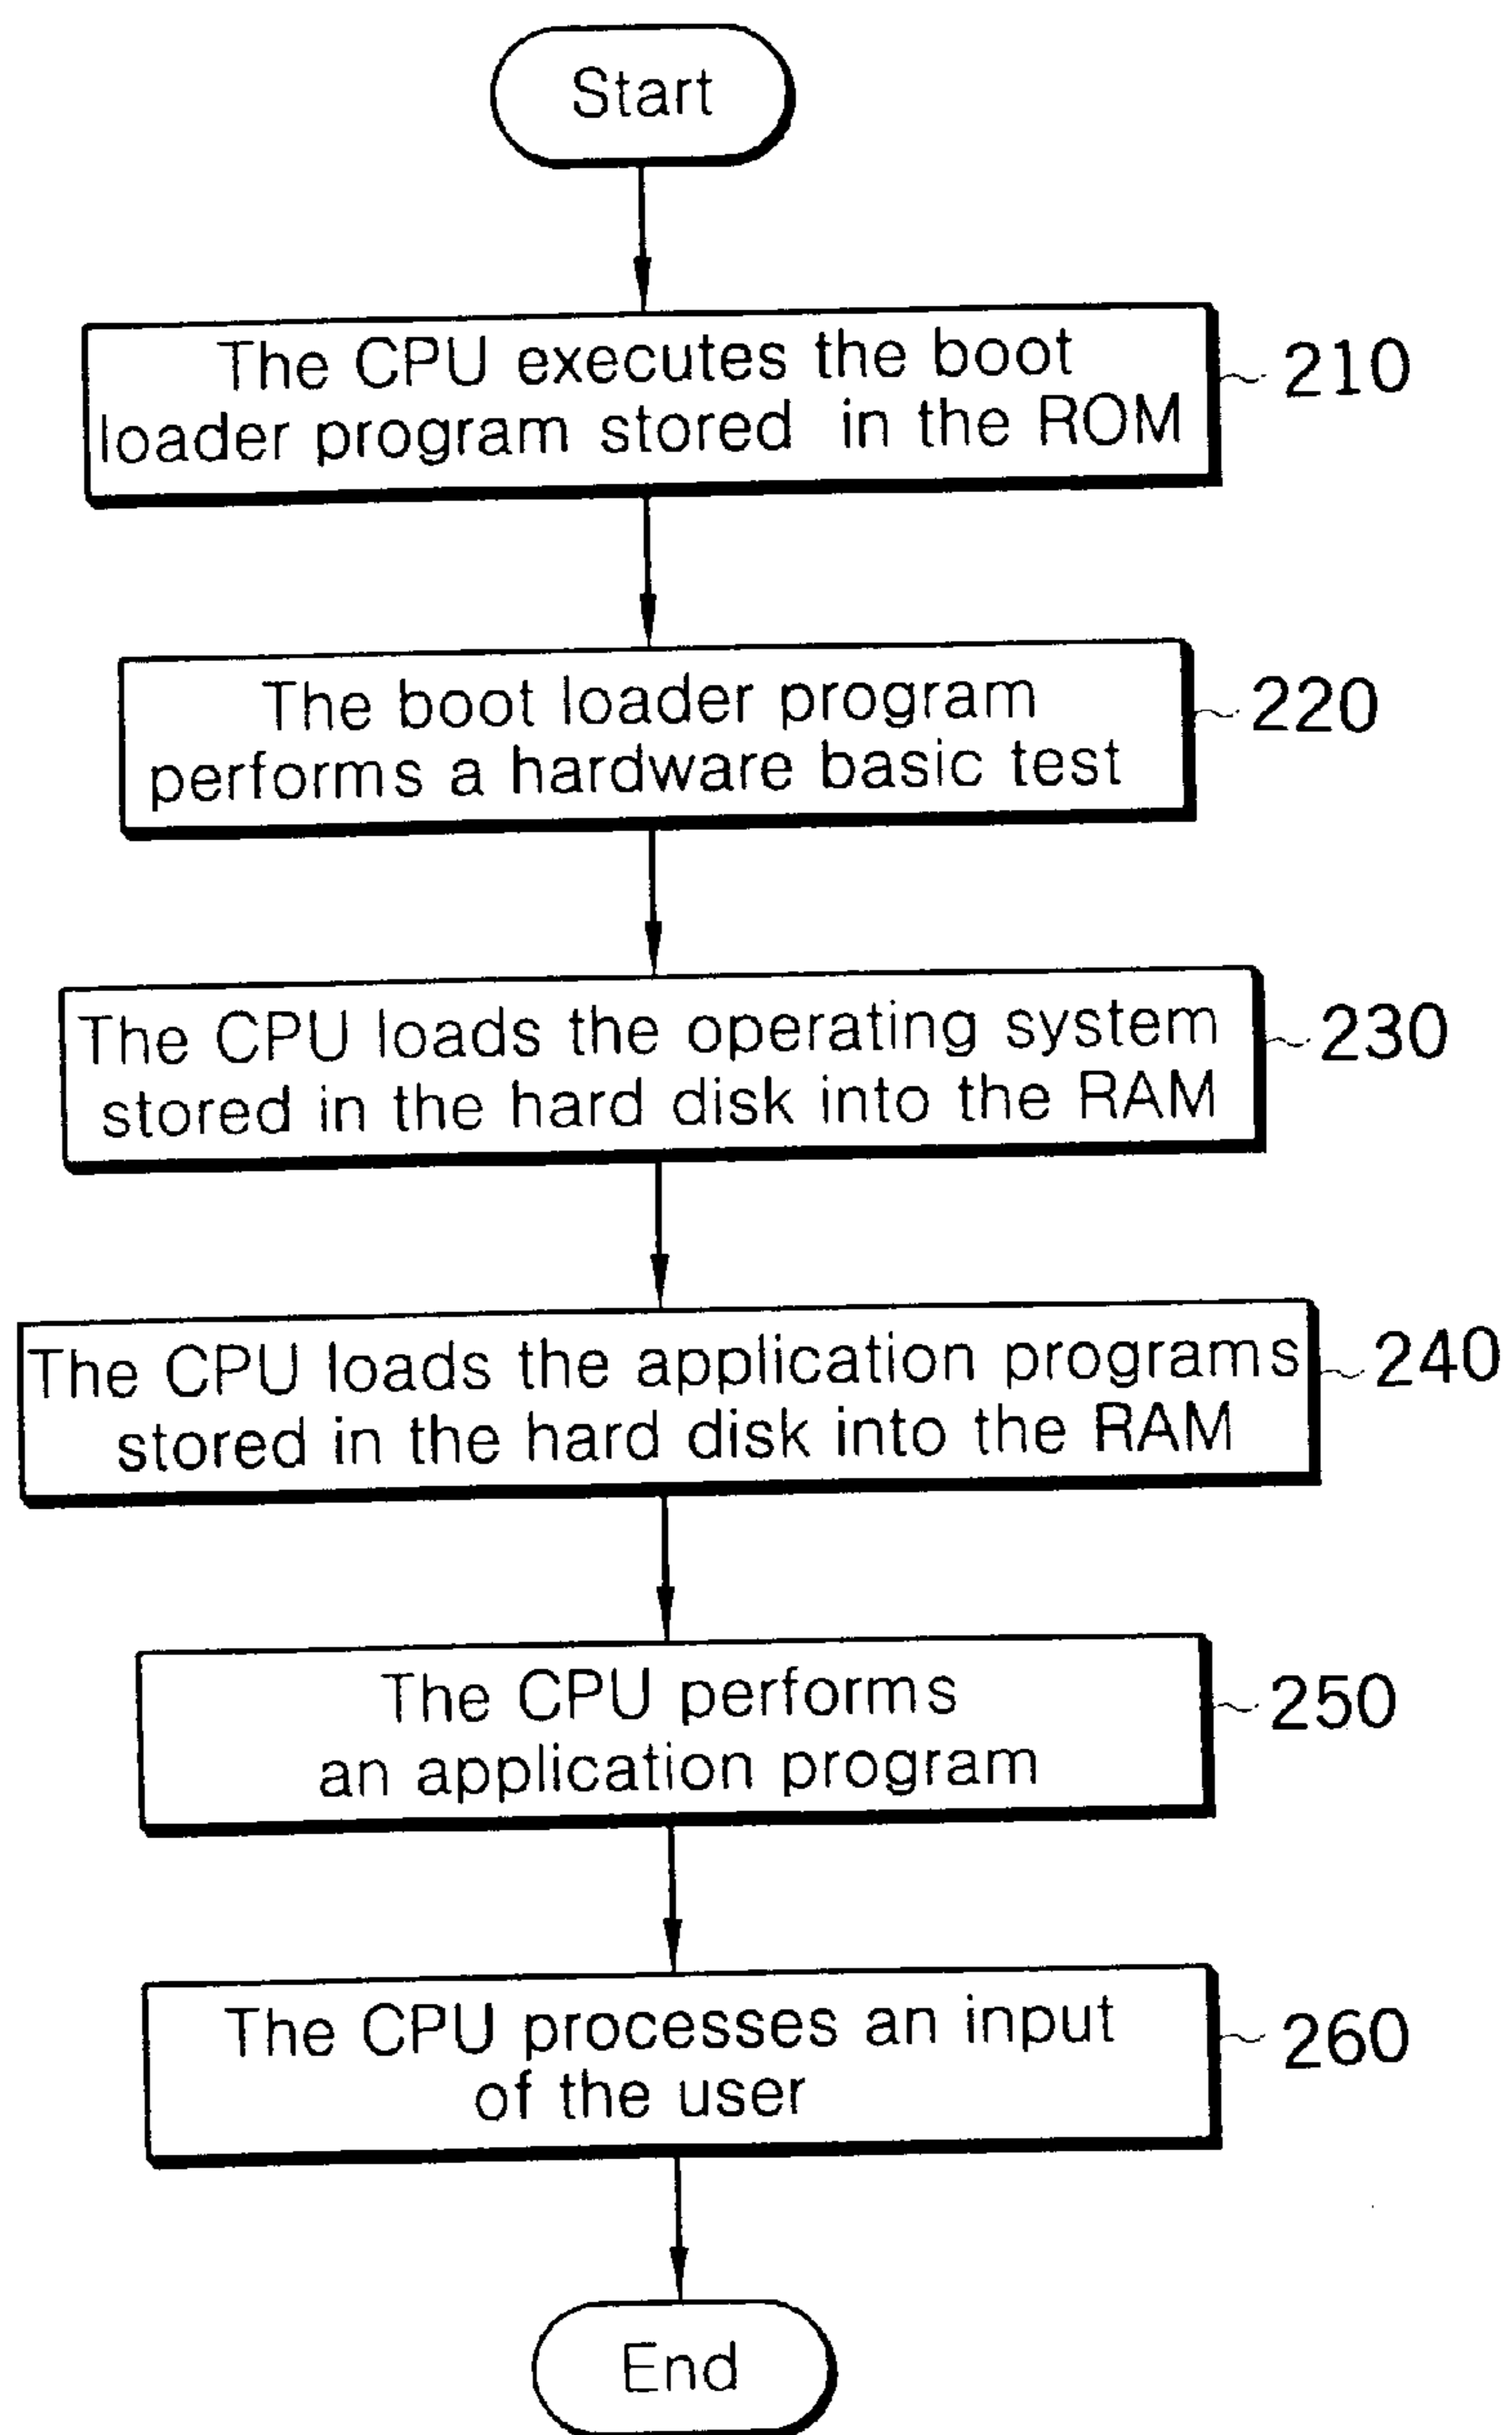 Start
The CPU executes the boot
loader program stored in the ROM
210
The boot loader program
performs a hardware basic test
220
The CPU loads the operating system
stored in the hard disk into the RAM
230
The CPU loads the application programs
stored in the hard disk into the RAM
240
The CPU performs
an application program
250
The CPU processes an input
of the user
260
End